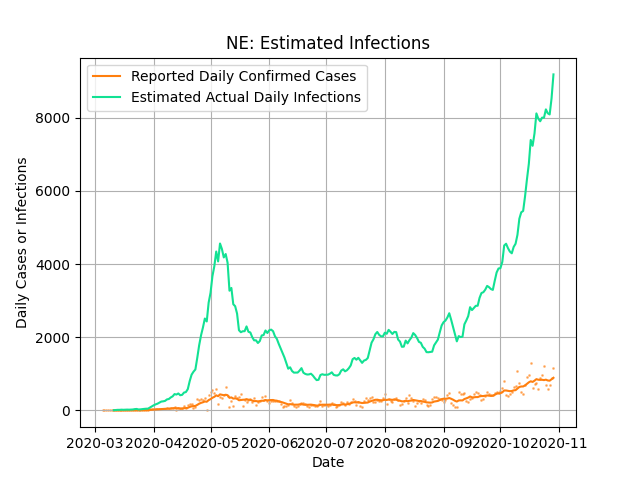 NE: Estimated Infections
Reported Daily Confirmed Cases
Estimated Actual Daily Infections
Daily Cases or Infections
8000
6000
4000
2000
0
2020-03 2020-04 2020-05 2020-06 2020-07 2020-08 2020-09 2020-10 2020-11
Date